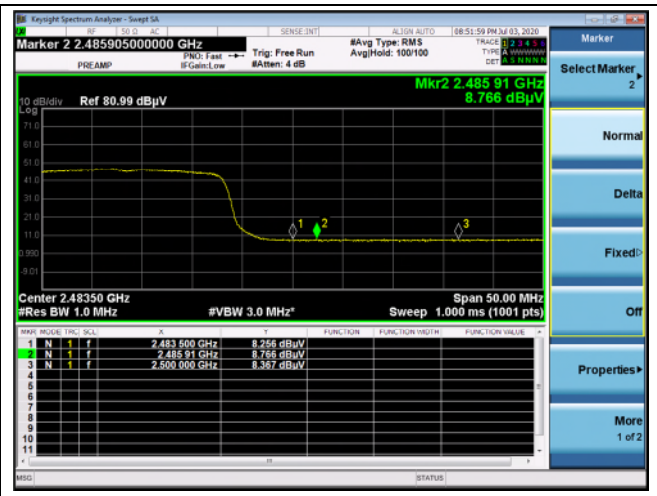 Keysight Spectrum Analyzer - Swept SA
RF 50 Ω AC SENSE:INT ALIGN AUTO 08:51:59 PM Jul 03, 2020
Marker 2 2.485905000000 GHz
PREAMP
PNO: Fast
IFGain:Low
Trig: Free Run
#Atten: 4 dB
#Avg Type: RMS
Avg|Hold: 100/100
TRACE 1 2 3 4 5 6
TYPE A WWWWW
DET A S N N N N
Mkr2 2.485 91 GHz
8.766 dBµV
10 dB/div Ref 80.99 dBµV
Log
71.0
61.0
51.0
41.0
31.0
21.0
11.0
0.990
-9.01
1 2 3
Center 2.48350 GHz Span 50.00 MHz
#Res BW 1.0 MHz #VBW 3.0 MHz* Sweep 1.000 ms (1001 pts)
MKR MODE TRC SCL X Y FUNCTION FUNCTION WIDTH FUNCTION VALUE
1 N 1 f 2.483 500 GHz 8.256 dBµV
2 N 1 f 2.485 91 GHz 8.766 dBµV
3 N 1 f 2.500 000 GHz 8.367 dBµV
4
5
6
7
8
9
10
11
MSG STATUS
Marker
Select Marker
2
Normal
Delta
Fixed
Off
Properties
More
1 of 2